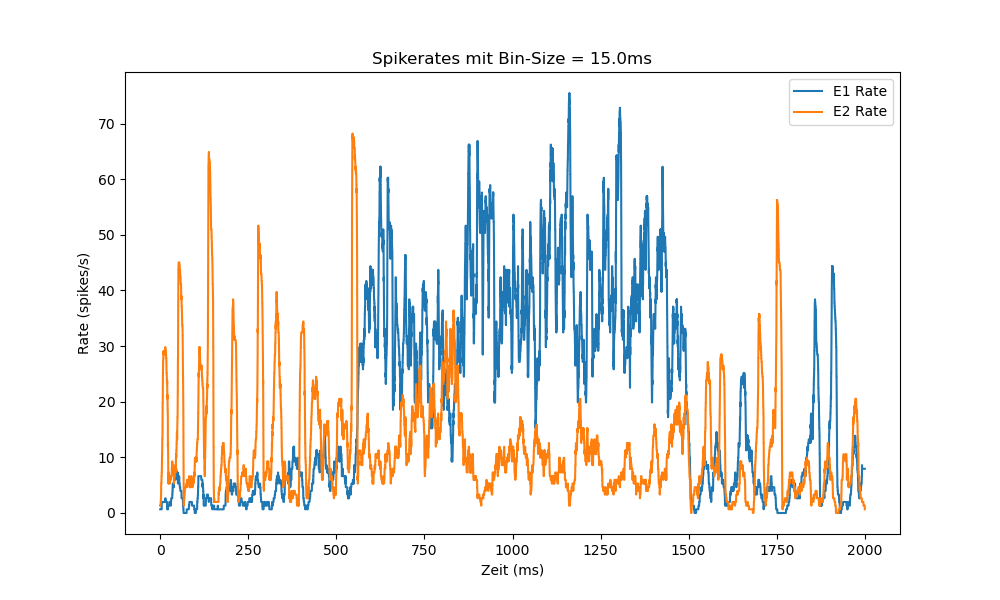 Spikerates mit Bin-Size = 15.0ms
E1 Rate
E2 Rate
Rate (spikes/s)
70
60
50
40
30
20
10
0
0 250 500 750 1000 1250 1500 1750 2000
Zeit (ms)